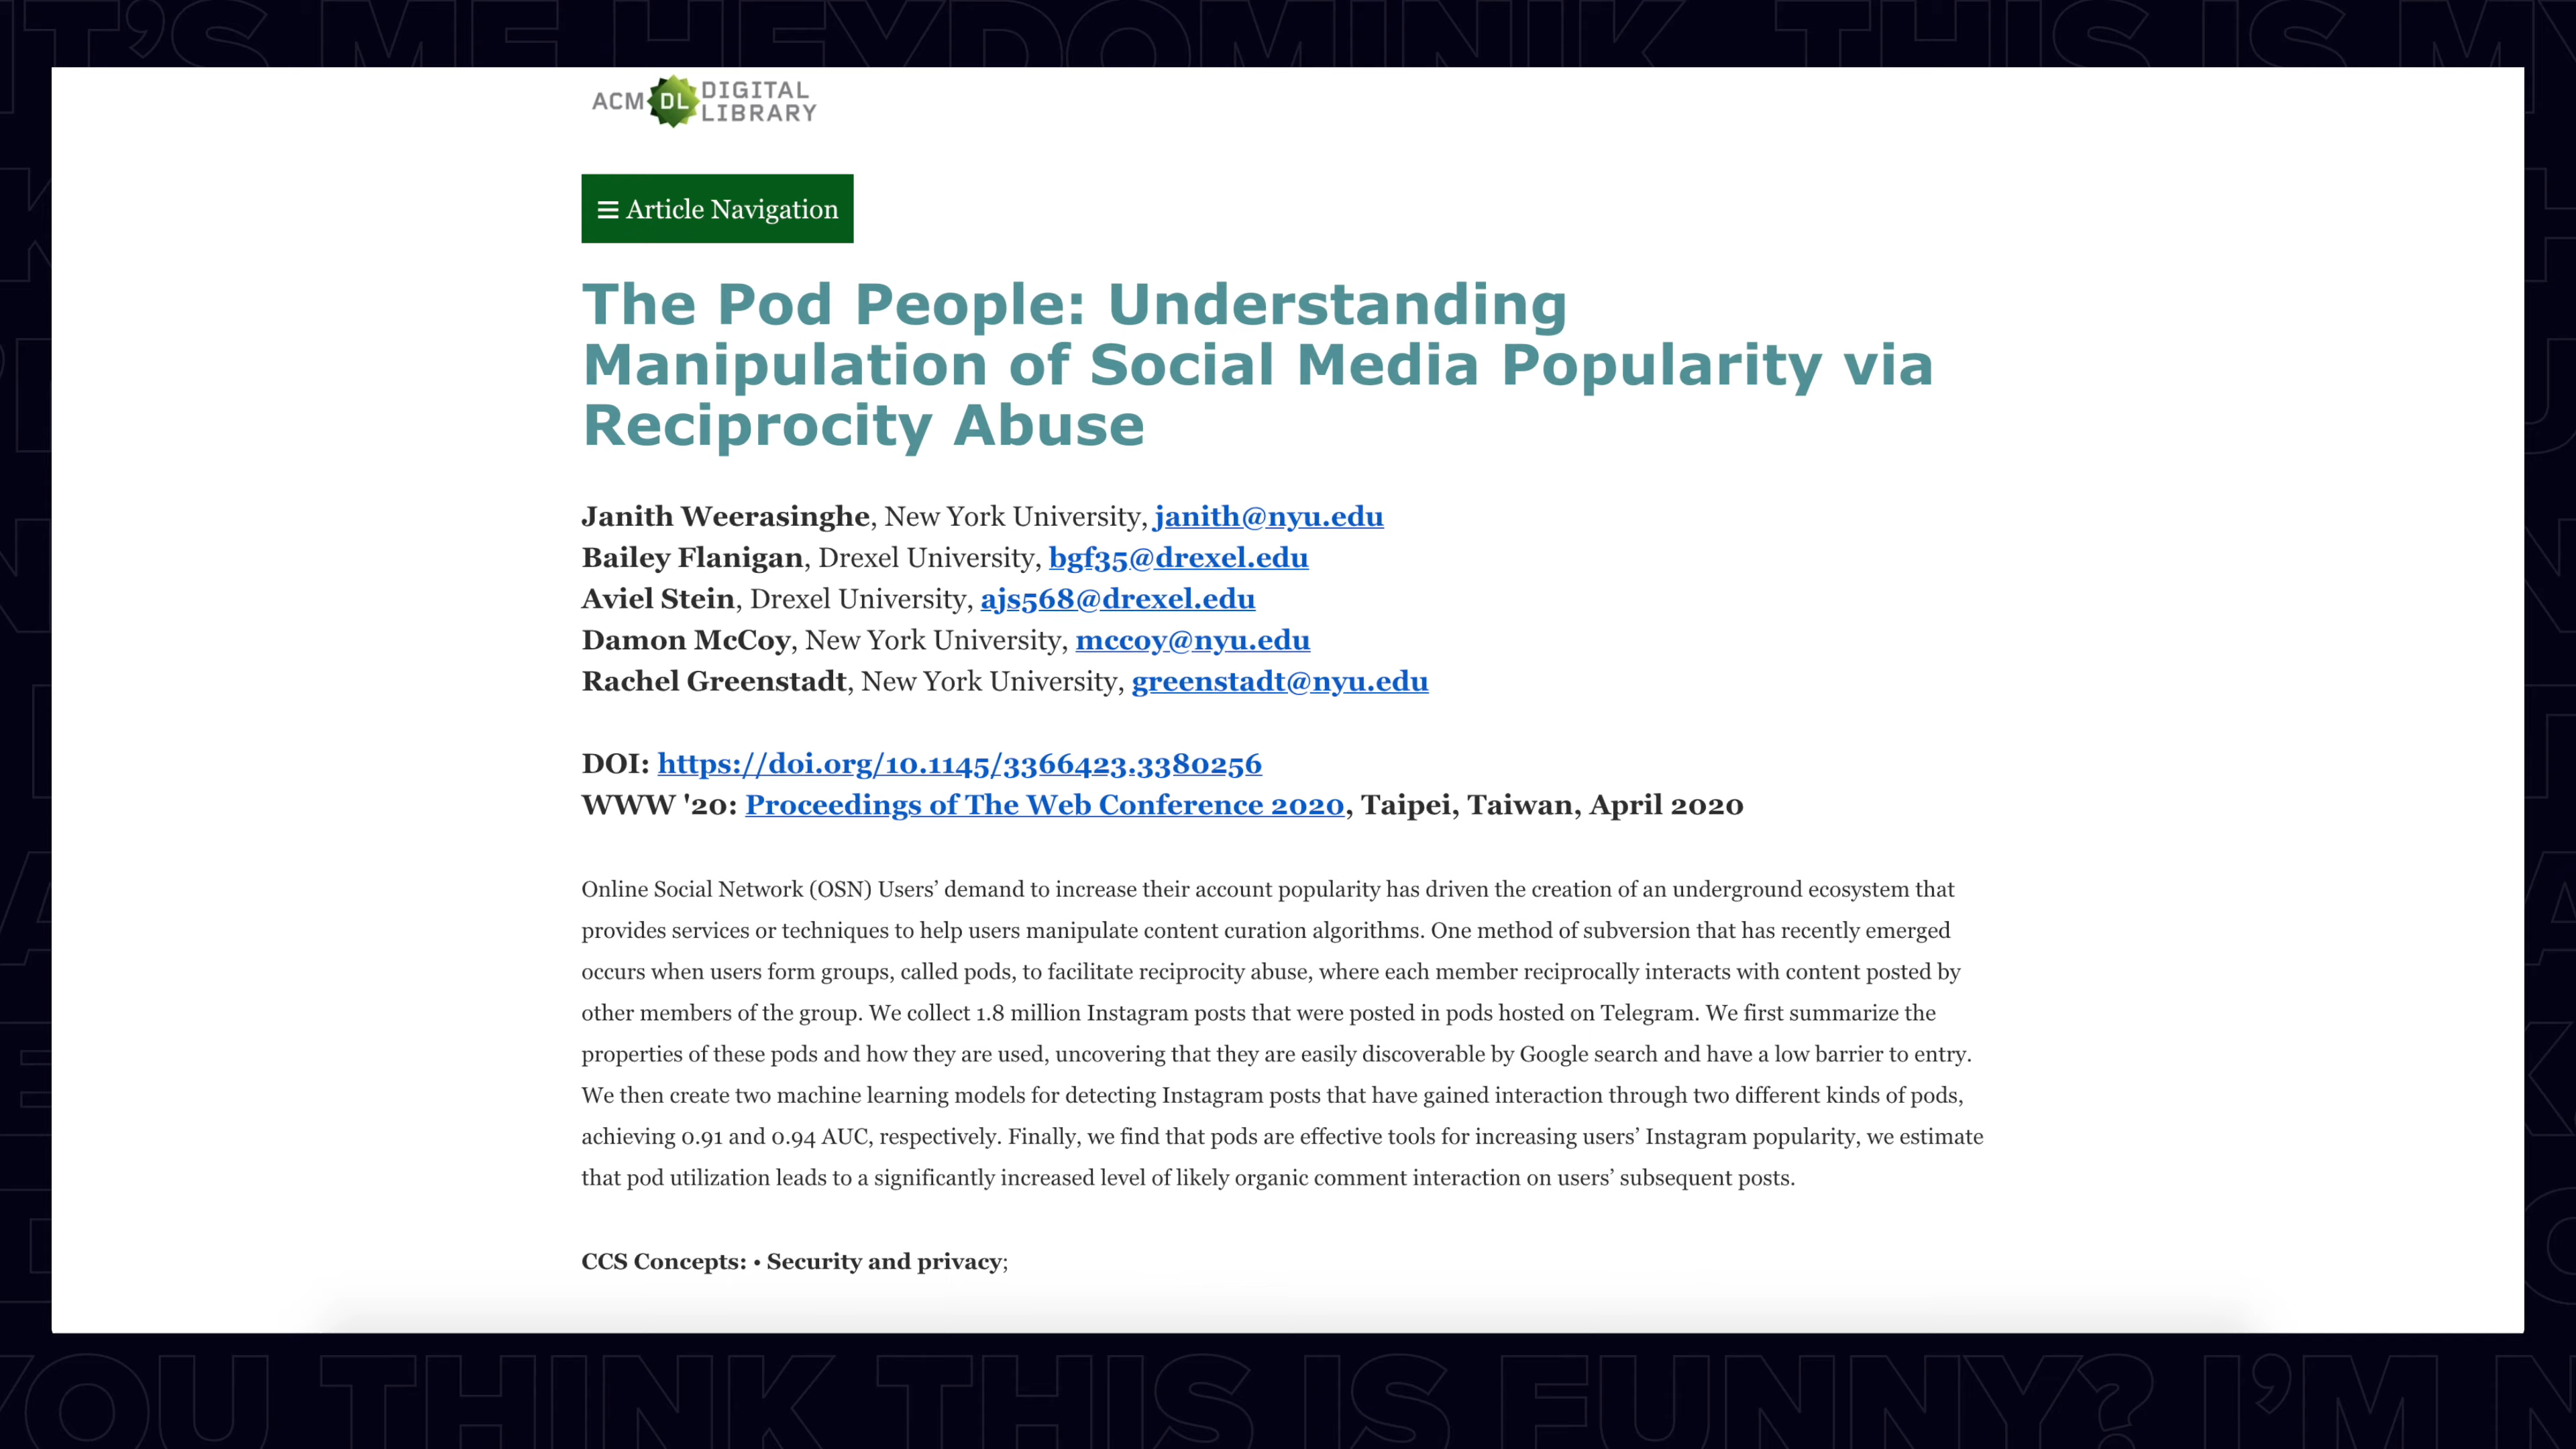 IT'S ME HEYDOMINIK THIS IS MY
ACM DL DIGITAL
LIBRARY
≡ Article Navigation
The Pod People: Understanding
Manipulation of Social Media Popularity via
Reciprocity Abuse
Janith Weerasinghe, New York University, janith@nyu.edu
Bailey Flanigan, Drexel University, bgf35@drexel.edu
Aviel Stein, Drexel University, ajs568@drexel.edu
Damon McCoy, New York University, mccoy@nyu.edu
Rachel Greenstadt, New York University, greenstadt@nyu.edu
DOI: https://doi.org/10.1145/3366423.3380256
WWW '20: Proceedings of The Web Conference 2020, Taipei, Taiwan, April 2020
Online Social Network (OSN) Users’ demand to increase their account popularity has driven the creation of an underground ecosystem that
provides services or techniques to help users manipulate content curation algorithms. One method of subversion that has recently emerged
occurs when users form groups, called pods, to facilitate reciprocity abuse, where each member reciprocally interacts with content posted by
other members of the group. We collect 1.8 million Instagram posts that were posted in pods hosted on Telegram. We first summarize the
properties of these pods and how they are used, uncovering that they are easily discoverable by Google search and have a low barrier to entry.
We then create two machine learning models for detecting Instagram posts that have gained interaction through two different kinds of pods,
achieving 0.91 and 0.94 AUC, respectively. Finally, we find that pods are effective tools for increasing users’ Instagram popularity, we estimate
that pod utilization leads to a significantly increased level of likely organic comment interaction on users’ subsequent posts.
CCS Concepts: • Security and privacy;
YOU THINK THIS IS FUNNY? I'M